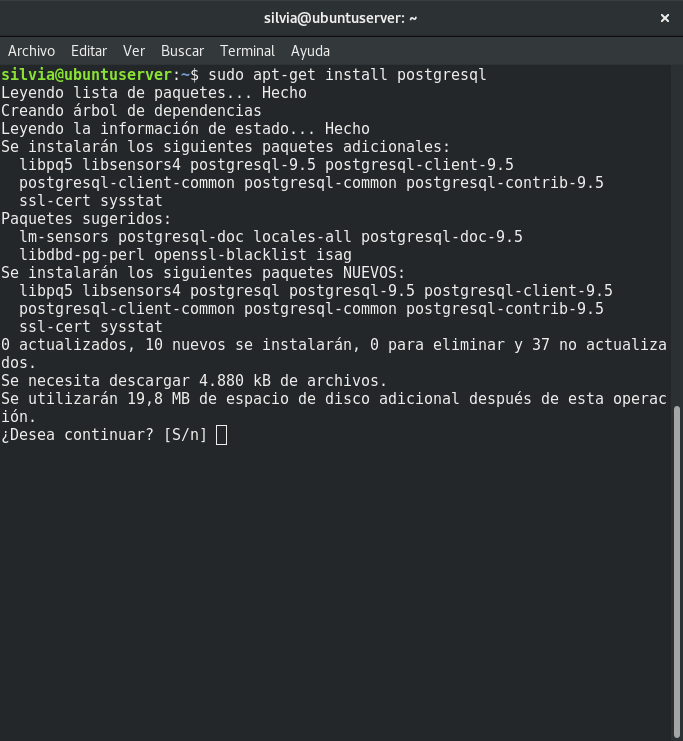 silvia@ubuntuserver: ~
×
Archivo Editar Ver Buscar Terminal Ayuda
silvia@ubuntuserver:~$ sudo apt-get install postgresql
Leyendo lista de paquetes... Hecho
Creando árbol de dependencias
Leyendo la información de estado... Hecho
Se instalarán los siguientes paquetes adicionales:
  libpq5 libsensors4 postgresql-9.5 postgresql-client-9.5
  postgresql-client-common postgresql-common postgresql-contrib-9.5
  ssl-cert sysstat
Paquetes sugeridos:
  lm-sensors postgresql-doc locales-all postgresql-doc-9.5
  libdbd-pg-perl openssl-blacklist isag
Se instalarán los siguientes paquetes NUEVOS:
  libpq5 libsensors4 postgresql postgresql-9.5 postgresql-client-9.5
  postgresql-client-common postgresql-common postgresql-contrib-9.5
  ssl-cert sysstat
0 actualizados, 10 nuevos se instalarán, 0 para eliminar y 37 no actualiza
dos.
Se necesita descargar 4.880 kB de archivos.
Se utilizarán 19,8 MB de espacio de disco adicional después de esta operac
ión.
¿Desea continuar? [S/n]